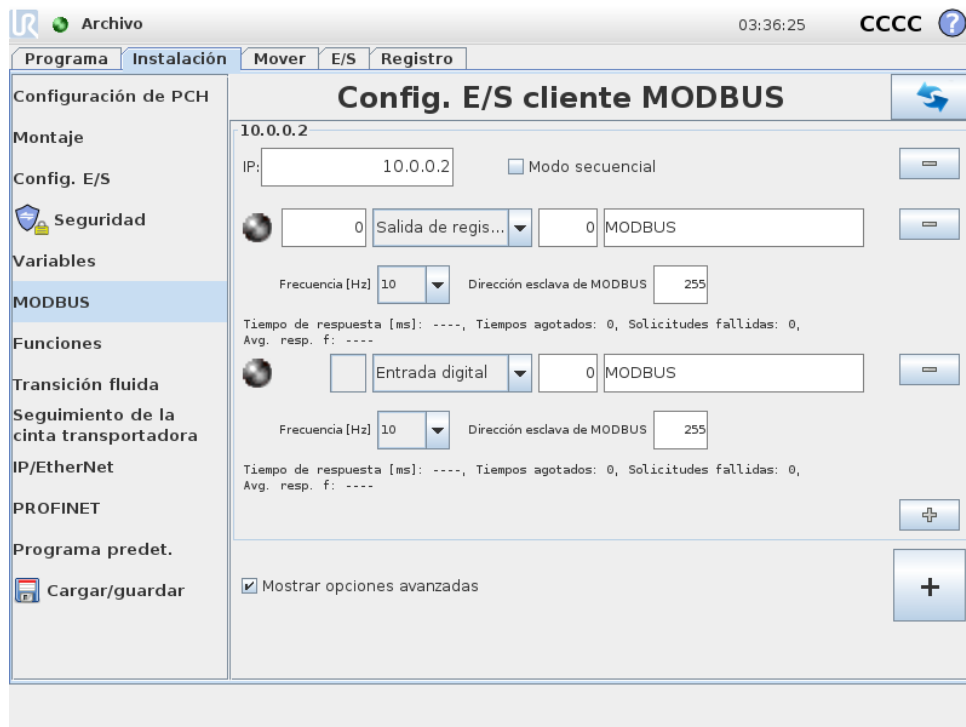 UR Archivo 03:36:25 CCCC ?
Programa Instalación Mover E/S Registro
Configuración de PCH
Montaje
Config. E/S
Seguridad
Variables
MODBUS
Funciones
Transición fluida
Seguimiento de la
cinta transportadora
IP/EtherNet
PROFINET
Programa predet.
Cargar/guardar
Config. E/S cliente MODBUS
10.0.0.2
IP: 10.0.0.2 Modo secuencial
0 Salida de regis... 0 MODBUS
Frecuencia [Hz] 10 Dirección esclava de MODBUS 255
Tiempo de respuesta [ms]: ----, Tiempos agotados: 0, Solicitudes fallidas: 0,
Avg. resp. f: ----
Entrada digital 0 MODBUS
Frecuencia [Hz] 10 Dirección esclava de MODBUS 255
Tiempo de respuesta [ms]: ----, Tiempos agotados: 0, Solicitudes fallidas: 0,
Avg. resp. f: ----
Mostrar opciones avanzadas